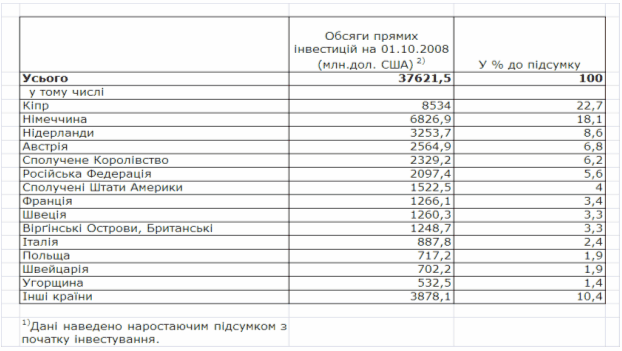 Обсяги прямих
інвестицій на 01.10.2008
(млн.дол. США) 2) У % до підсумку
Усього 37621,5 100
у тому числі
Кіпр 8534 22,7
Німеччина 6826,9 18,1
Нідерланди 3253,7 8,6
Австрія 2564,9 6,8
Сполучене Королівство 2329,2 6,2
Російська Федерація 2097,4 5,6
Сполучені Штати Америки 1522,5 4
Франція 1266,1 3,4
Швеція 1260,3 3,3
Вірґінські Острови, Британські 1248,7 3,3
Італія 887,8 2,4
Польща 717,2 1,9
Швейцарія 702,2 1,9
Угорщина 532,5 1,4
Інші країни 3878,1 10,4
1)Дані наведено наростаючим підсумком з
початку інвестування.